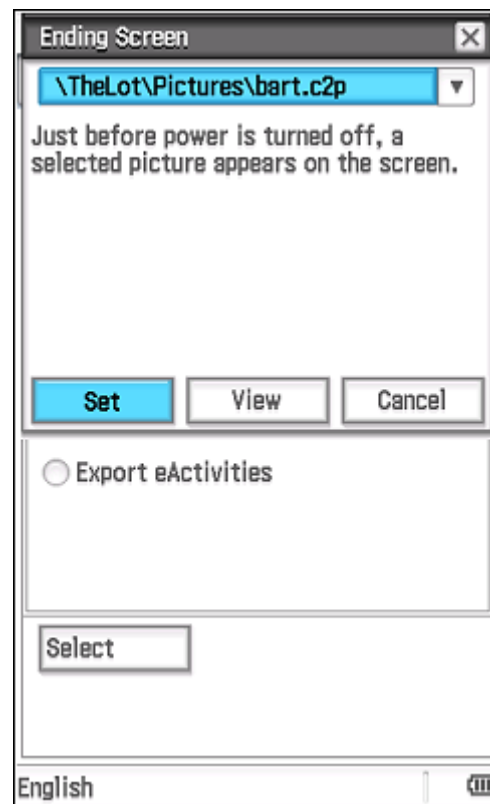 Ending Screen
\TheLot\Pictures\bart.c2p
Just before power is turned off, a
selected picture appears on the screen.
Set View Cancel
Export eActivities
Select
English